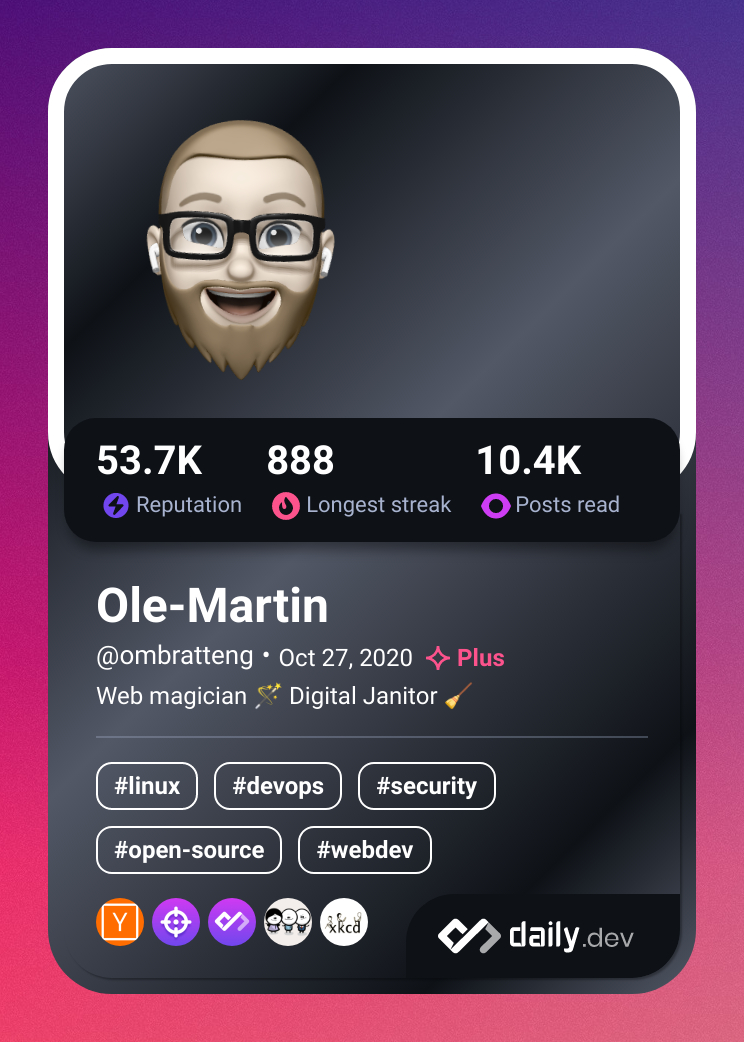 53.7K 888 10.4K
Reputation Longest streak Posts read
Ole-Martin
@ombratteng • Oct 27, 2020 Plus
Web magician 🪄 Digital Janitor 🧹
#linux #devops #security
#open-source #webdev
Y xkcd daily.dev